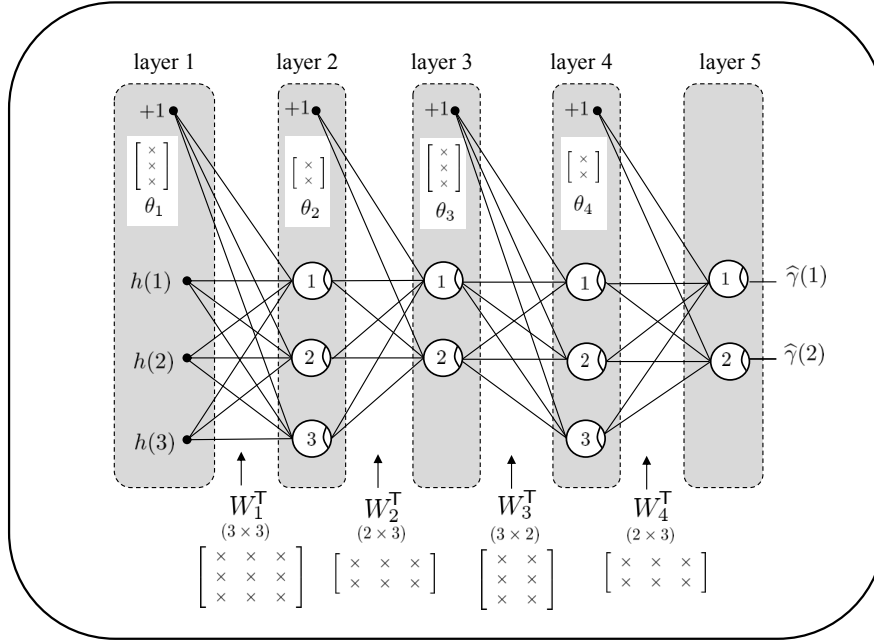 layer 1 layer 2 layer 3 layer 4 layer 5
+1 +1 +1 +1
[× × ×] [× ×] [× × ×] [× ×]
θ₁ θ₂ θ₃ θ₄
h(1) 1 1 1 1 γ̂(1)
h(2) 2 2 2 2 γ̂(2)
h(3) 3 3
W₁ᵀ W₂ᵀ W₃ᵀ W₄ᵀ
(3 × 3) (2 × 3) (3 × 2) (2 × 3)
[× × ×] [× × ×] [× ×] [× × ×]
[× × ×] [× × ×] [× ×] [× × ×]
[× × ×] [× ×]